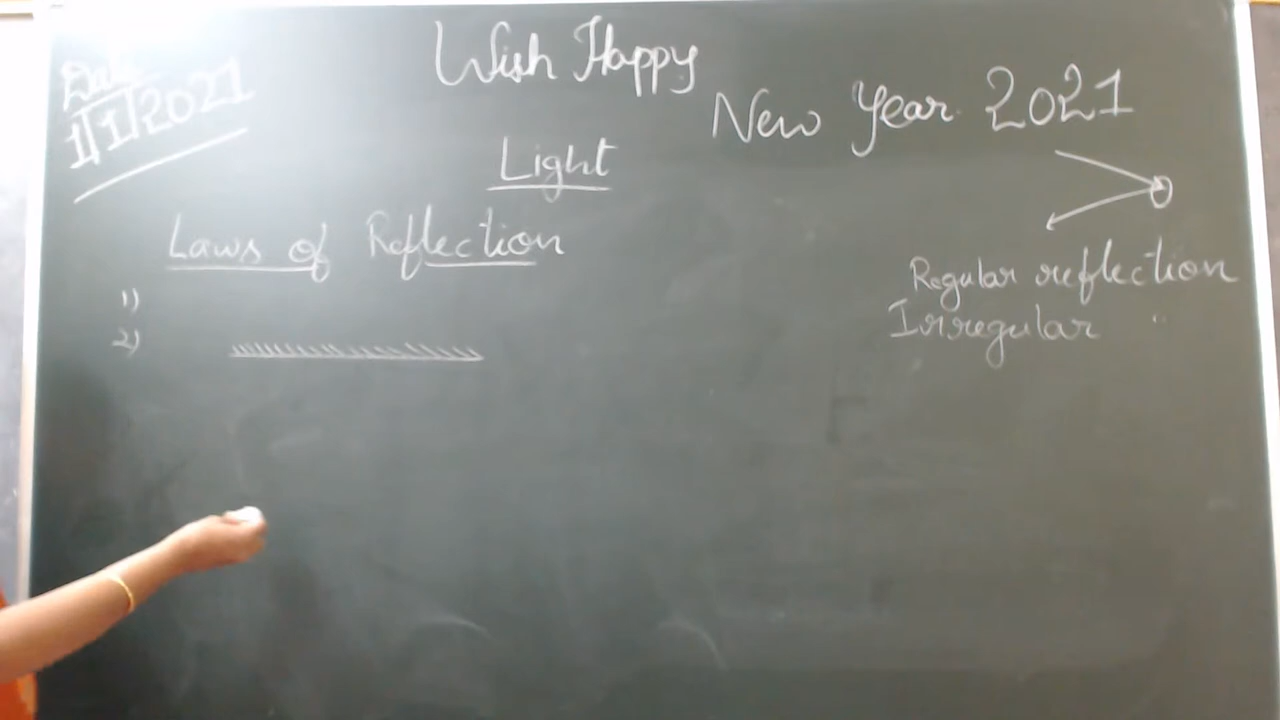 Date
1/1/2021
Wish Happy
New Year 2021
Light
Laws of Reflection
1)
2)
Regular reflection
Irregular "